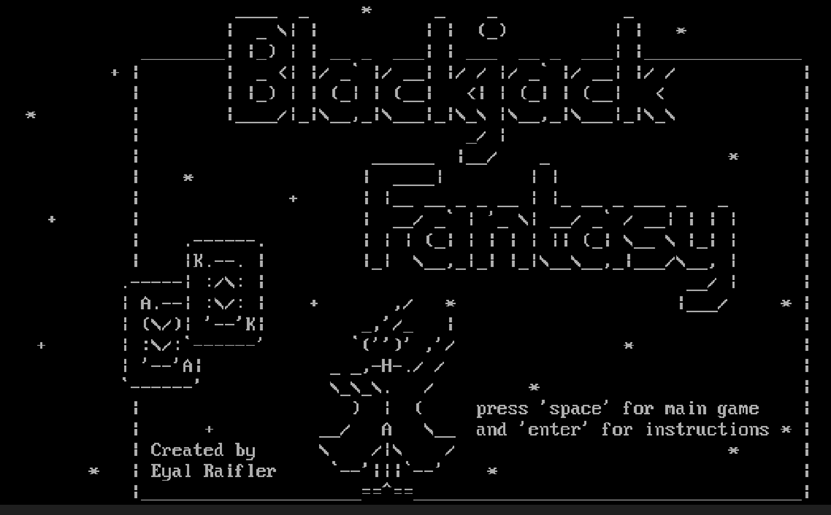 Blackjack
Fantasy
K
A
K
A
press 'space' for main game
and 'enter' for instructions
Created by
Eyal Raifler